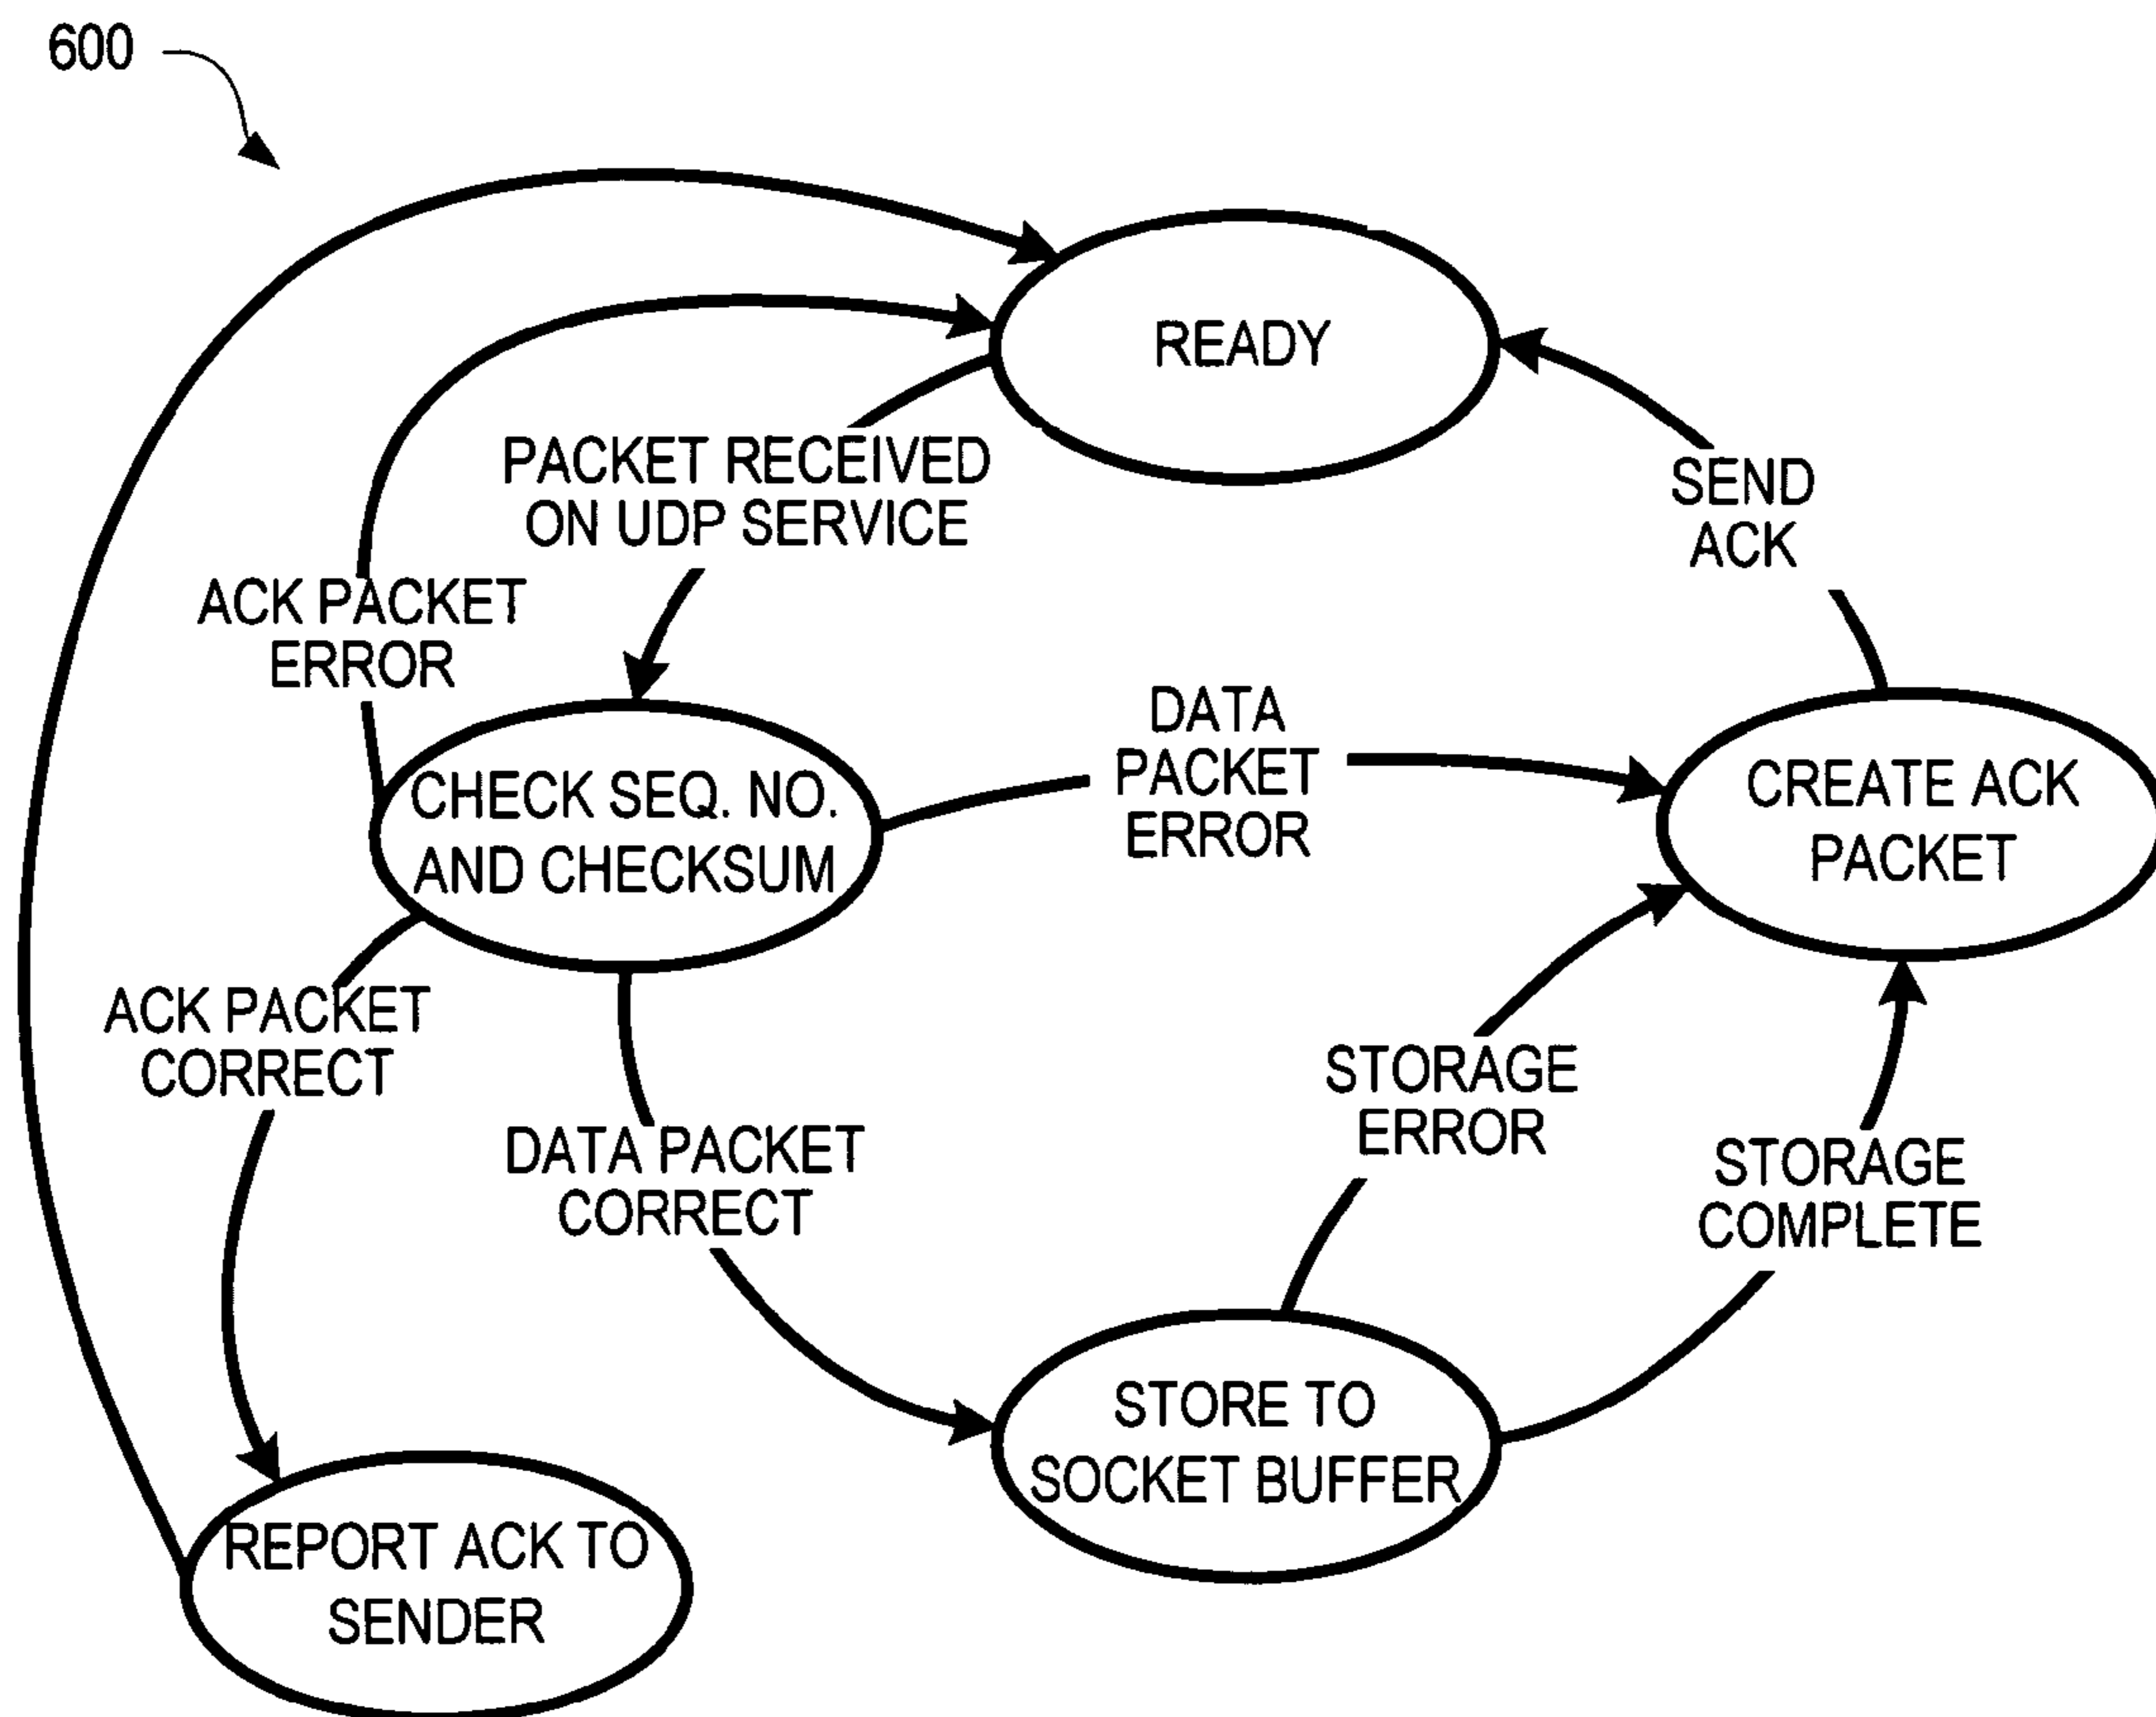 600
READY
PACKET RECEIVED
ON UDP SERVICE
SEND
ACK
ACK PACKET
ERROR
DATA
PACKET
ERROR
CHECK SEQ. NO.
AND CHECKSUM
CREATE ACK
PACKET
ACK PACKET
CORRECT
DATA PACKET
CORRECT
STORAGE
ERROR
STORAGE
COMPLETE
STORE TO
SOCKET BUFFER
REPORT ACK TO
SENDER